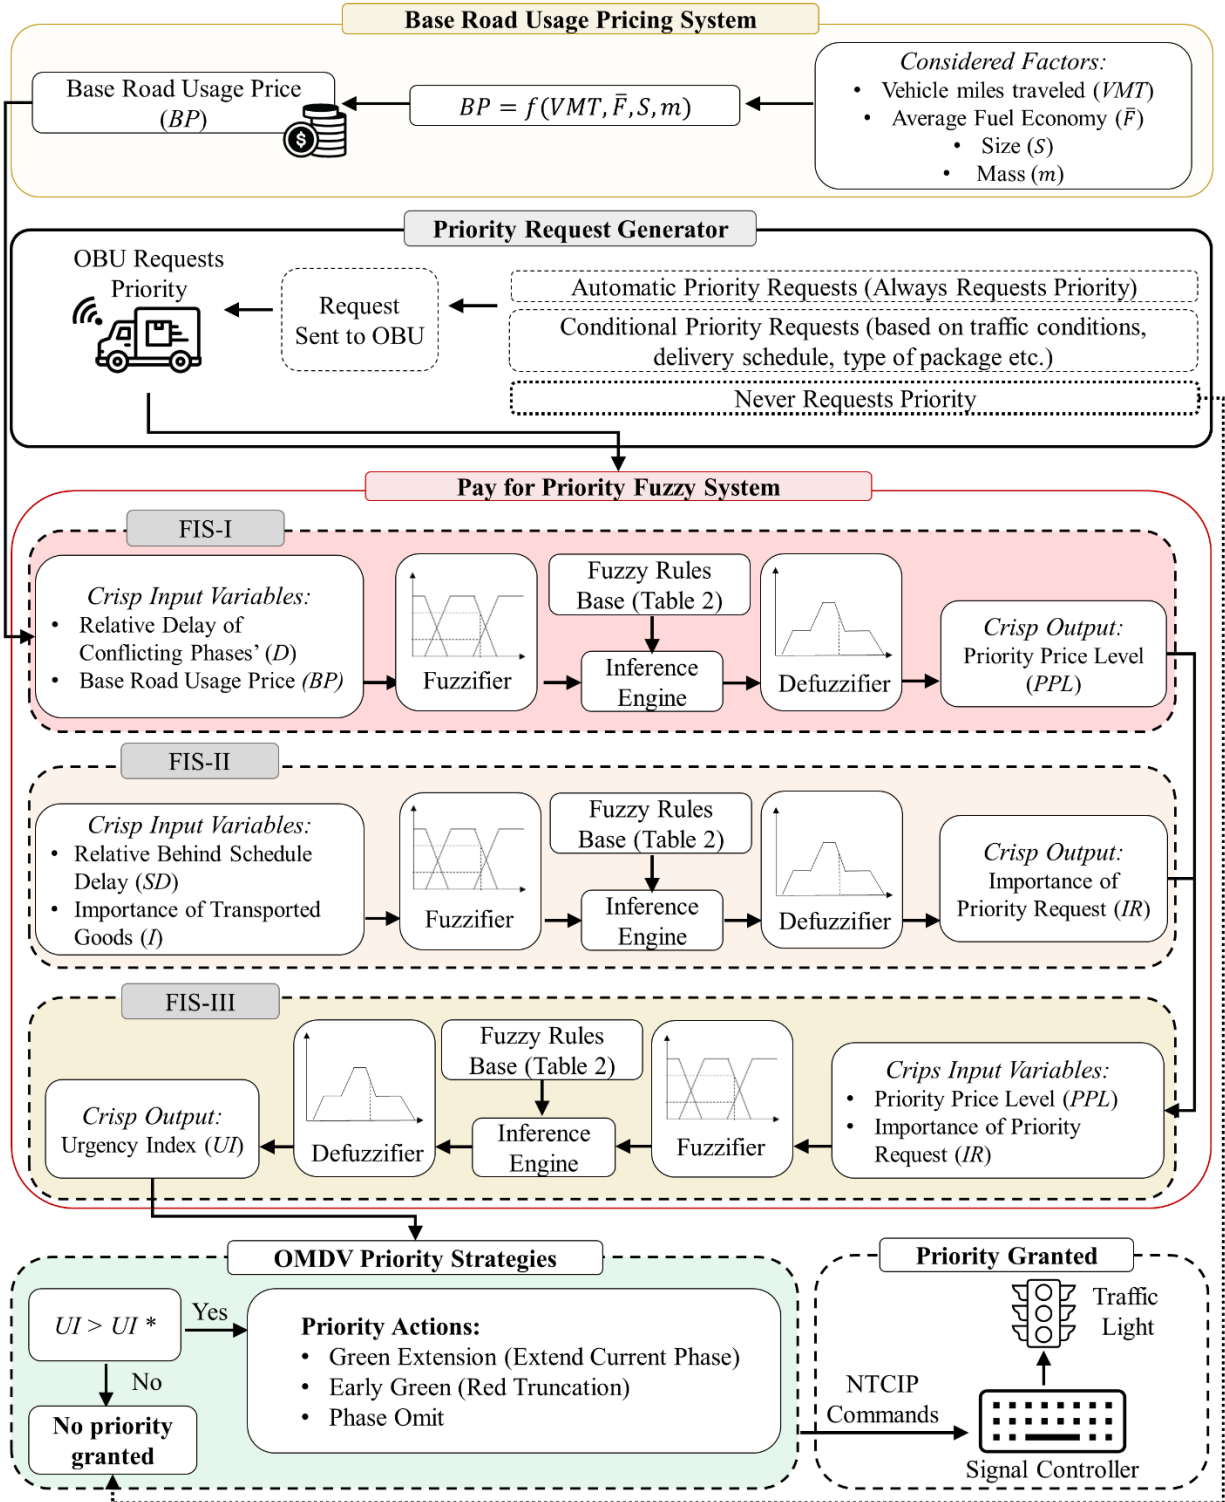 Base Road Usage Pricing System
Base Road Usage Price
(BP)
$
BP = f(VMT, F̄, S, m)
Considered Factors:
• Vehicle miles traveled (VMT)
• Average Fuel Economy (F̄)
• Size (S)
• Mass (m)
Priority Request Generator
OBU Requests
Priority
Request
Sent to OBU
Automatic Priority Requests (Always Requests Priority)
Conditional Priority Requests (based on traffic conditions,
delivery schedule, type of package etc.)
Never Requests Priority
Pay for Priority Fuzzy System
FIS-I
Crisp Input Variables:
• Relative Delay of
Conflicting Phases’ (D)
• Base Road Usage Price (BP)
Fuzzifier
Fuzzy Rules
Base (Table 2)
Inference
Engine
Defuzzifier
Crisp Output:
Priority Price Level
(PPL)
FIS-II
Crisp Input Variables:
• Relative Behind Schedule
Delay (SD)
• Importance of Transported
Goods (I)
Fuzzifier
Fuzzy Rules
Base (Table 2)
Inference
Engine
Defuzzifier
Crisp Output:
Importance of
Priority Request (IR)
FIS-III
Crisp Output:
Urgency Index (UI)
Defuzzifier
Fuzzy Rules
Base (Table 2)
Inference
Engine
Fuzzifier
Crips Input Variables:
• Priority Price Level (PPL)
• Importance of Priority
Request (IR)
OMDV Priority Strategies
UI > UI *
Yes
No
No priority
granted
Priority Actions:
• Green Extension (Extend Current Phase)
• Early Green (Red Truncation)
• Phase Omit
Priority Granted
Traffic
Light
NTCIP
Commands
Signal Controller